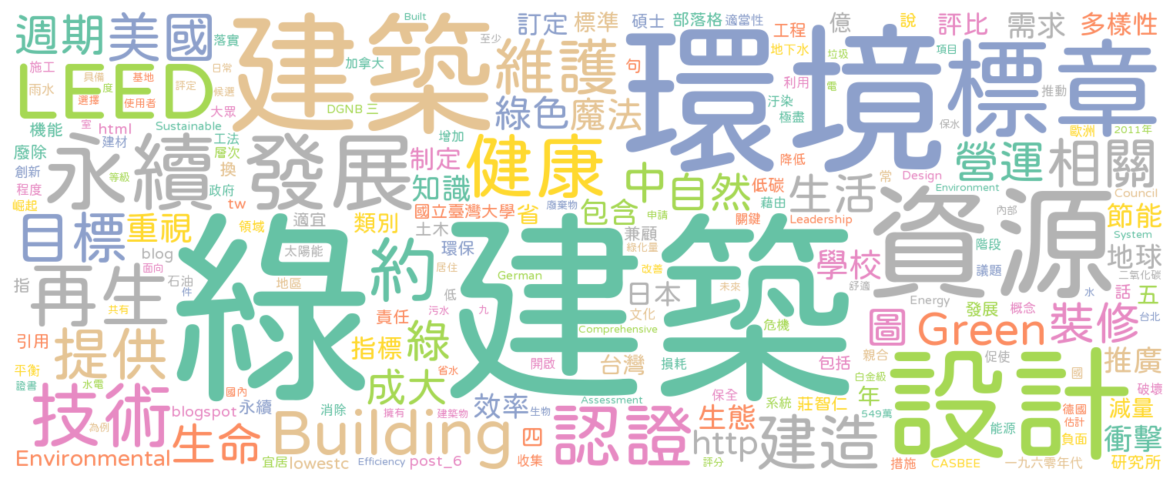 週期 美國 建築 維護 訂定 標準 碩士 部落格 適當性 億 說 評比 需求 多樣性
Built 至少 工程 地下水 垃圾 項目
落實 加拿大 句 電
LEED 綠色 魔法 環境 標章
施工 具備 度 基地 日常 利用 推動
雨水 選擇 使用者 評定 候選 DGNB 三 汙染
大眾 極盡 保水
機能 html 室 Sustainable 增加 歐洲 2011年
廢除 建材 工法 層次 制定 健康 降低 營運 相關
永續 發展 換 知識 中 自然 低碳 生活 常 Design
創新 程度 等級 政府 藉由 Environment
崛起 tw 國立臺灣大學 省 廢棄物 包含 申請 關鍵 Leadership 內部 Council
目標 重視 領域 適宜 類別 土木 兼顧 綠化量 資源 節能
blog 太陽能 環保 System
綠建築 約 階段 地球
面向 居住 改善 學校 舒適 議題
指 再生 石油 件 地區 低 German 日本 未來 Energy 二氧化碳
共有 污水 九 文化 水 話 五
責任 Comprehensive 危機 圖 發展 概念 台北
引用 提供 指標 綠 Green 裝修
平衡 開啟 台灣 損耗 包括 親合 促使 推廣
證書 水電 國內 成大 省水 白金級 設計 國 破壞
技術 blogspot 永續 消除 擁有 建築物 效率 生物 Assessment 保全 系統 莊智仁 年 549萬 德國 減量
為例 生態 估計
生命 Building 四 認證 http 建造 能源 負面 衝擊
Environmental 宜居 lowestc Efficiency post_6 收集 評分 措施 CASBEE 一九六零年代 研究所